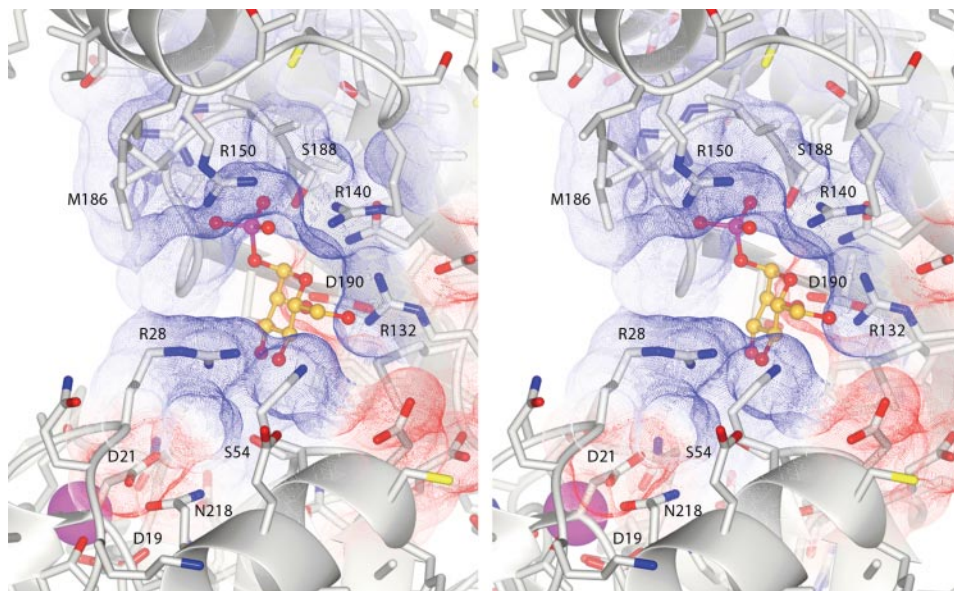 R150 S188 R150 S188
M186 R140 M186 R140
D190 D190
R28 R132 R28 R132
D21 S54 D21 S54
N218 N218
D19 D19